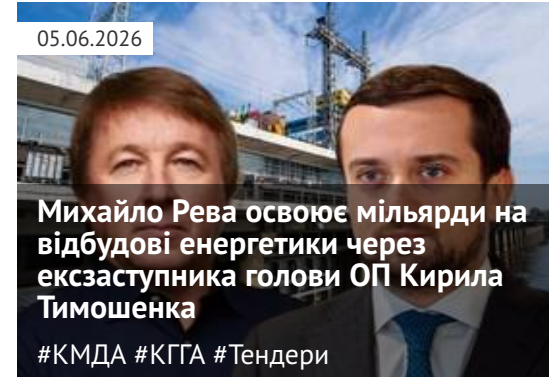 05.06.2026
Михайло Рева освоює мільярди на
відбудові енергетики через
ексзаступника голови ОП Кирила
Тимошенка
#КМДА #КГГА #Тендери